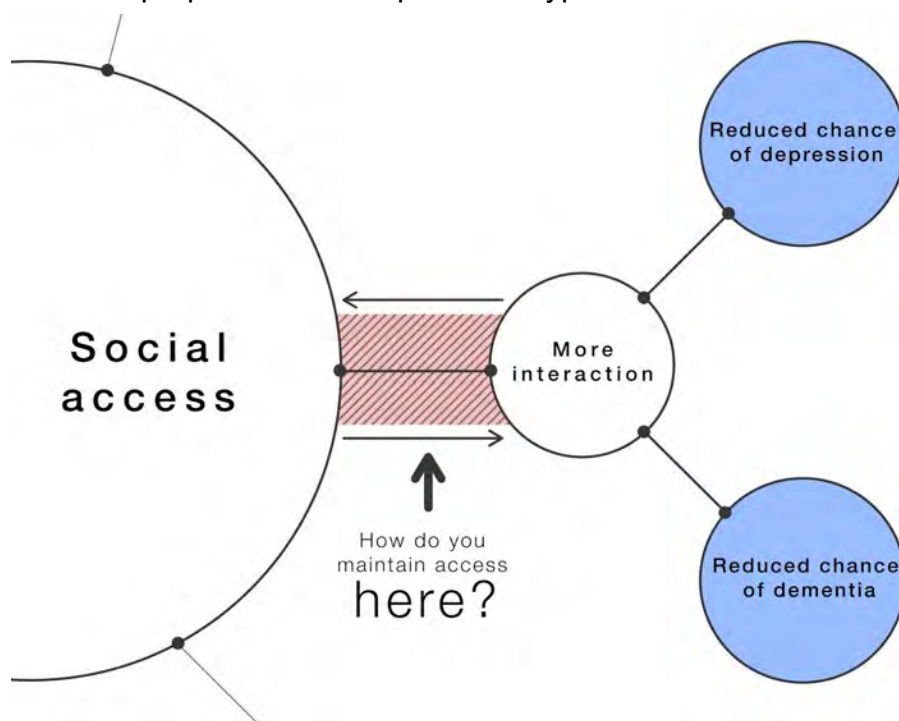 Social
access
More
interaction
Reduced chance
of depression
Reduced chance
of dementia
How do you
maintain access
here?